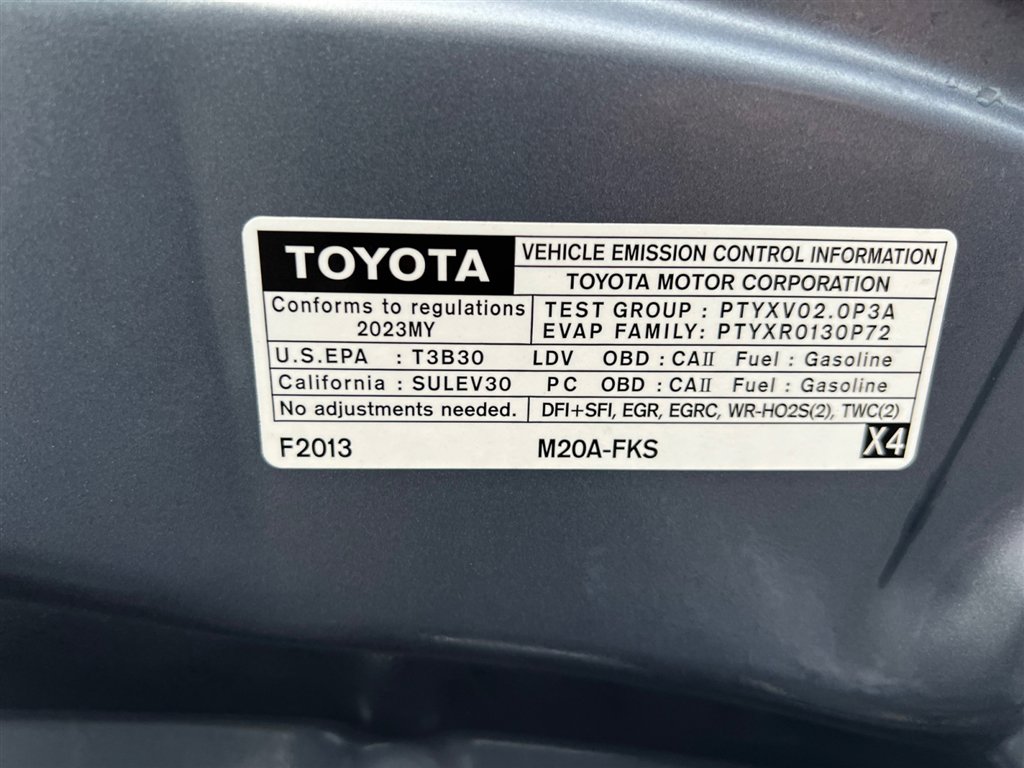 TOYOTA
VEHICLE EMISSION CONTROL INFORMATION
TOYOTA MOTOR CORPORATION
Conforms to regulations
2023MY
TEST GROUP : PTYXV02.0P3A
EVAP FAMILY: PTYXR0130P72
U.S.EPA : T3B30 LDV OBD : CAII Fuel : Gasoline
California : SULEV30 PC OBD : CAII Fuel : Gasoline
No adjustments needed. DFI+SFI, EGR, EGRC, WR-HO2S(2), TWC(2)
F2013 M20A-FKS X4